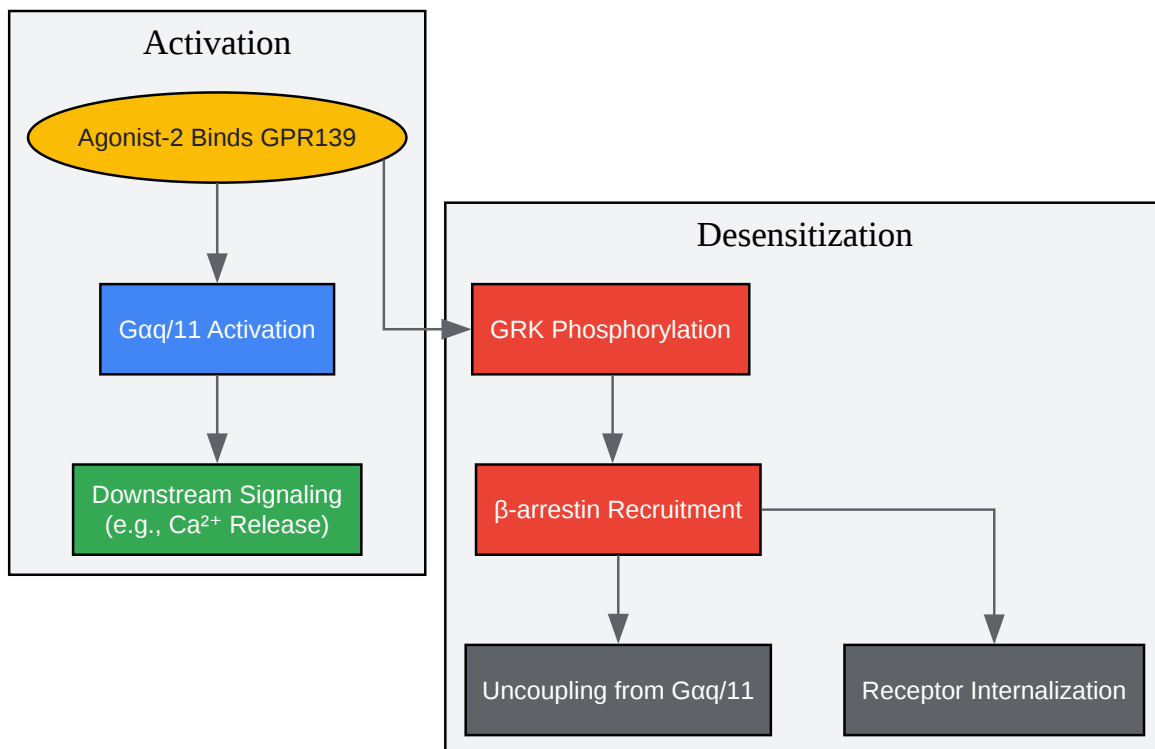 Activation
Agonist-2 Binds GPR139
Gαq/11 Activation
Downstream Signaling
(e.g., Ca²⁺ Release)
Desensitization
GRK Phosphorylation
β-arrestin Recruitment
Uncoupling from Gαq/11
Receptor Internalization